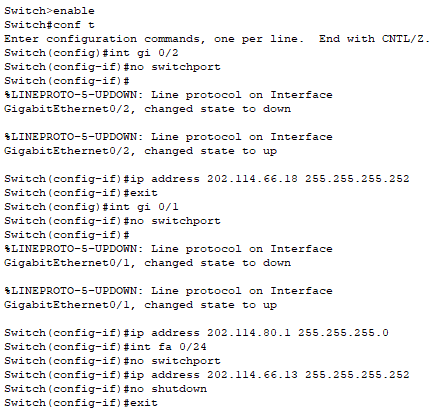 Switch>enable
Switch#conf t
Enter configuration commands, one per line.  End with CNTL/Z.
Switch(config)#int gi 0/2
Switch(config-if)#no switchport
Switch(config-if)#
%LINEPROTO-5-UPDOWN: Line protocol on Interface
GigabitEthernet0/2, changed state to down

%LINEPROTO-5-UPDOWN: Line protocol on Interface
GigabitEthernet0/2, changed state to up

Switch(config-if)#ip address 202.114.66.18 255.255.255.252
Switch(config-if)#exit
Switch(config)#int gi 0/1
Switch(config-if)#no switchport
Switch(config-if)#
%LINEPROTO-5-UPDOWN: Line protocol on Interface
GigabitEthernet0/1, changed state to down

%LINEPROTO-5-UPDOWN: Line protocol on Interface
GigabitEthernet0/1, changed state to up

Switch(config-if)#ip address 202.114.80.1 255.255.255.0
Switch(config-if)#int fa 0/24
Switch(config-if)#no switchport
Switch(config-if)#ip address 202.114.66.13 255.255.255.252
Switch(config-if)#no shutdown
Switch(config-if)#exit